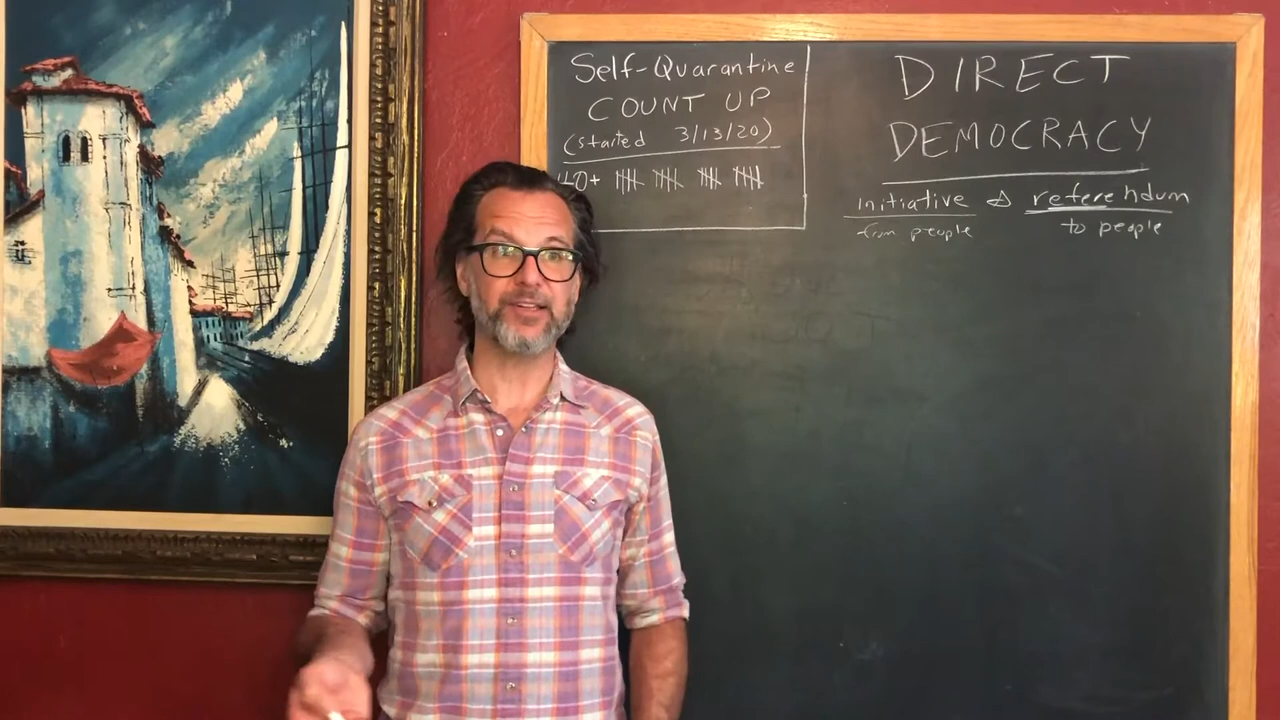 Self-Quarantine
COUNT UP
(started 3/13/20)
40+
DIRECT
DEMOCRACY
initiative & referendum
from people to people